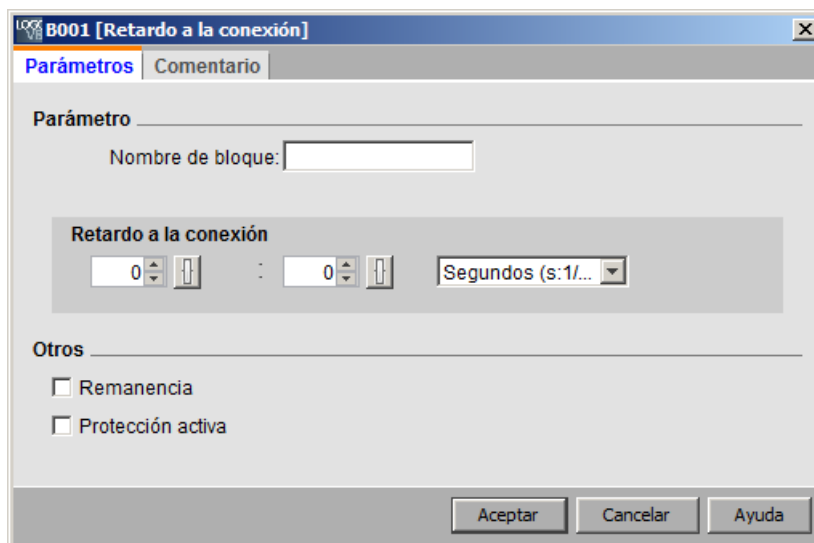 B001 [Retardo a la conexión]
Parámetros Comentario
Parámetro
Nombre de bloque:
Retardo a la conexión
0 : 0 Segundos (s:1/...
Otros
Remanencia
Protección activa
Aceptar Cancelar Ayuda